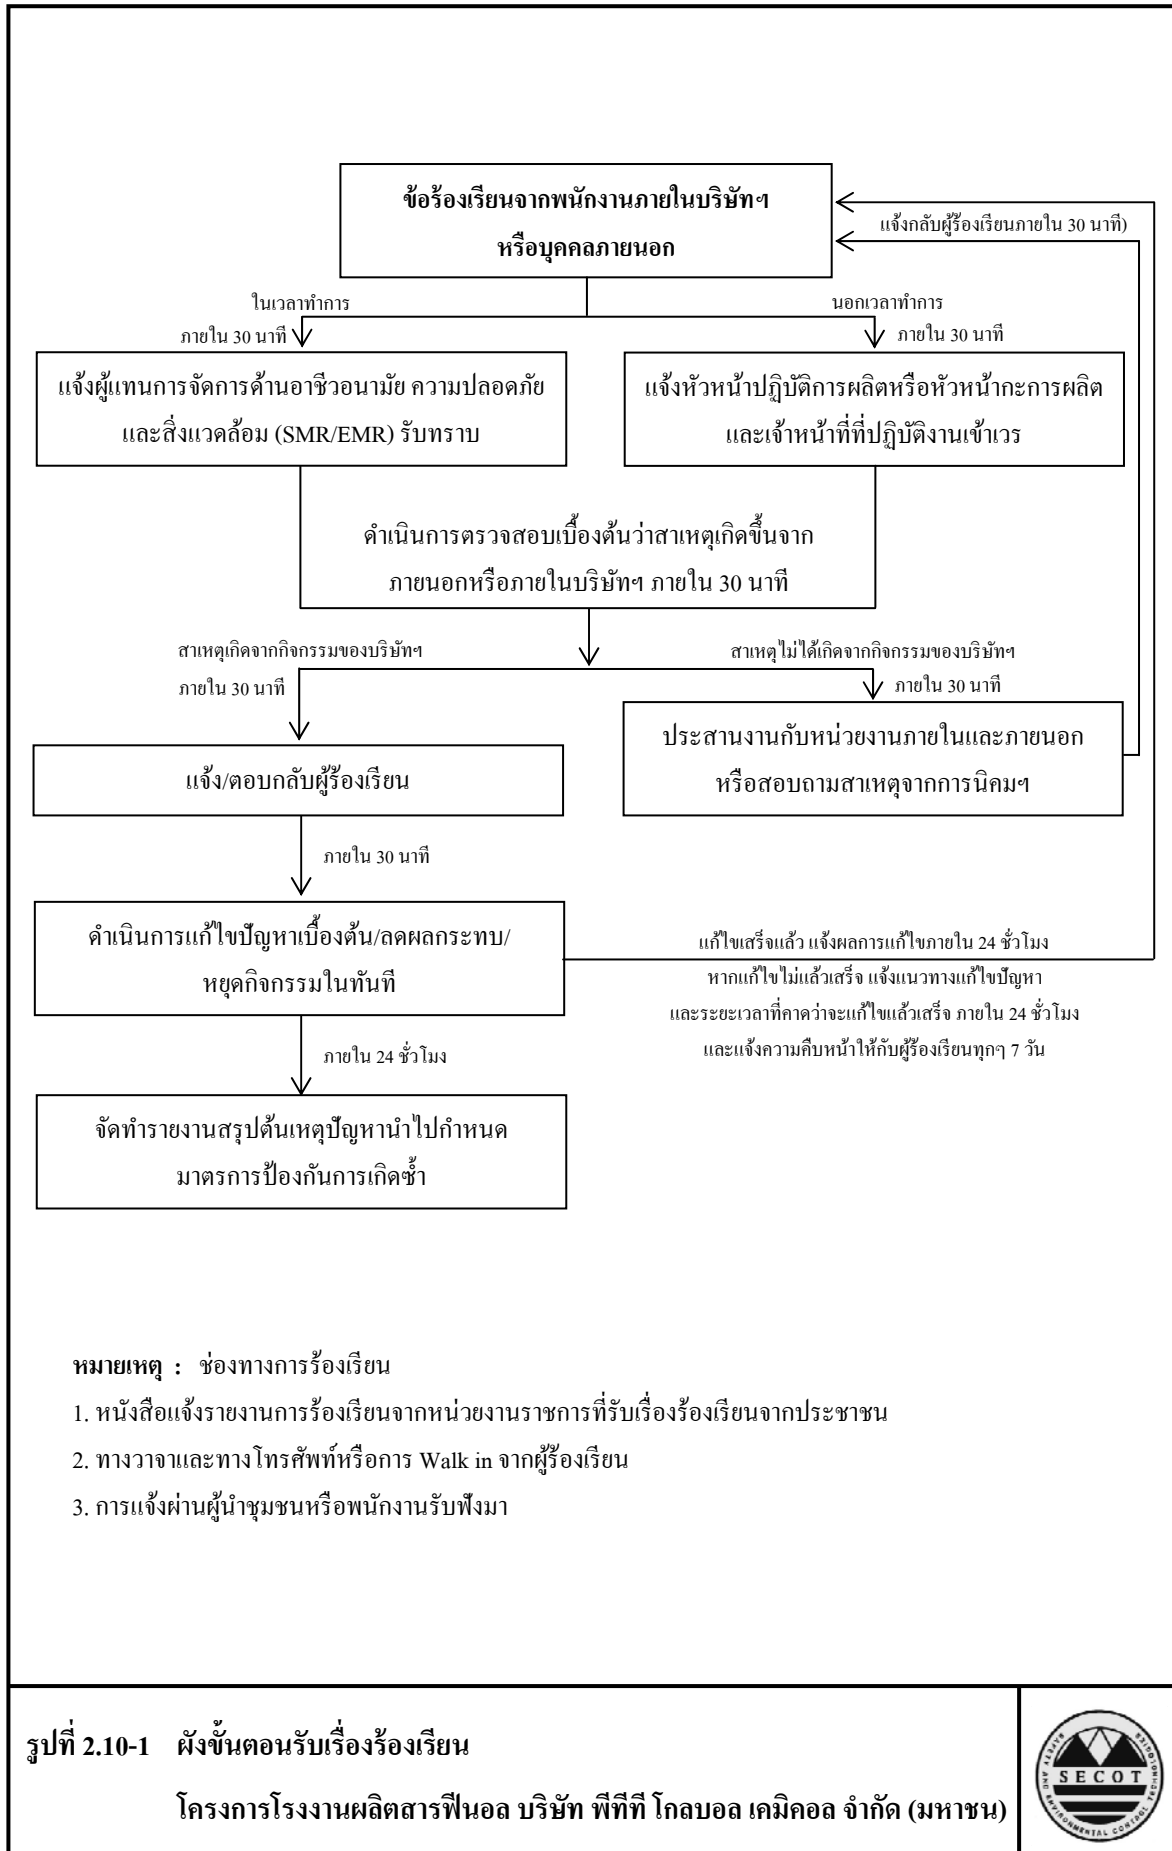 ข้อร้องเรียนจากพนักงานภายในบริษัทฯ
หรือบุคคลภายนอก
แจ้งกลับผู้ร้องเรียนภายใน 30 นาที)
ในเวลาทำการ
นอกเวลาทำการ
ภายใน 30 นาที
ภายใน 30 นาที
แจ้งผู้แทนการจัดการด้านอาชีวอนามัย ความปลอดภัย
และสิ่งแวดล้อม (SMR/EMR) รับทราบ
แจ้งหัวหน้าปฏิบัติการผลิตหรือหัวหน้ากะการผลิต
และเจ้าหน้าที่ที่ปฏิบัติงานเข้าเวร
ดำเนินการตรวจสอบเบื้องต้นว่าสาเหตุเกิดขึ้นจาก
ภายนอกหรือภายในบริษัทฯ ภายใน 30 นาที
สาเหตุเกิดจากกิจกรรมของบริษัทฯ
สาเหตุไม่ได้เกิดจากกิจกรรมของบริษัทฯ
ภายใน 30 นาที
ภายใน 30 นาที
แจ้ง/ตอบกลับผู้ร้องเรียน
ประสานงานกับหน่วยงานภายในและภายนอก
หรือสอบถามสาเหตุจากการนิคมฯ
ภายใน 30 นาที
ดำเนินการแก้ไขปัญหาเบื้องต้น/ลดผลกระทบ/
หยุดกิจกรรมในทันที
แก้ไขเสร็จแล้ว แจ้งผลการแก้ไขภายใน 24 ชั่วโมง
หากแก้ไขไม่แล้วเสร็จ แจ้งแนวทางแก้ไขปัญหา
และระยะเวลาที่คาดว่าจะแก้ไขแล้วเสร็จ ภายใน 24 ชั่วโมง
และแจ้งความคืบหน้าให้กับผู้ร้องเรียนทุกๆ 7 วัน
ภายใน 24 ชั่วโมง
จัดทำรายงานสรุปต้นเหตุปัญหานำไปกำหนด
มาตรการป้องกันการเกิดซ้ำ
หมายเหตุ : ช่องทางการร้องเรียน
1. หนังสือแจ้งรายงานการร้องเรียนจากหน่วยงานราชการที่รับเรื่องร้องเรียนจากประชาชน
2. ทางวาจาและทางโทรศัพท์หรือการ Walk in จากผู้ร้องเรียน
3. การแจ้งผ่านผู้นำชุมชนหรือพนักงานรับฟังมา
รูปที่ 2.10-1 ผังขั้นตอนรับเรื่องร้องเรียน
โครงการโรงงานผลิตสารฟีนอล บริษัท พีทีที โกลบอล เคมิคอล จำกัด (มหาชน)
SECOT
SAFETY AND ENVIRONMENTAL CONTROL TECHNOLOGIES